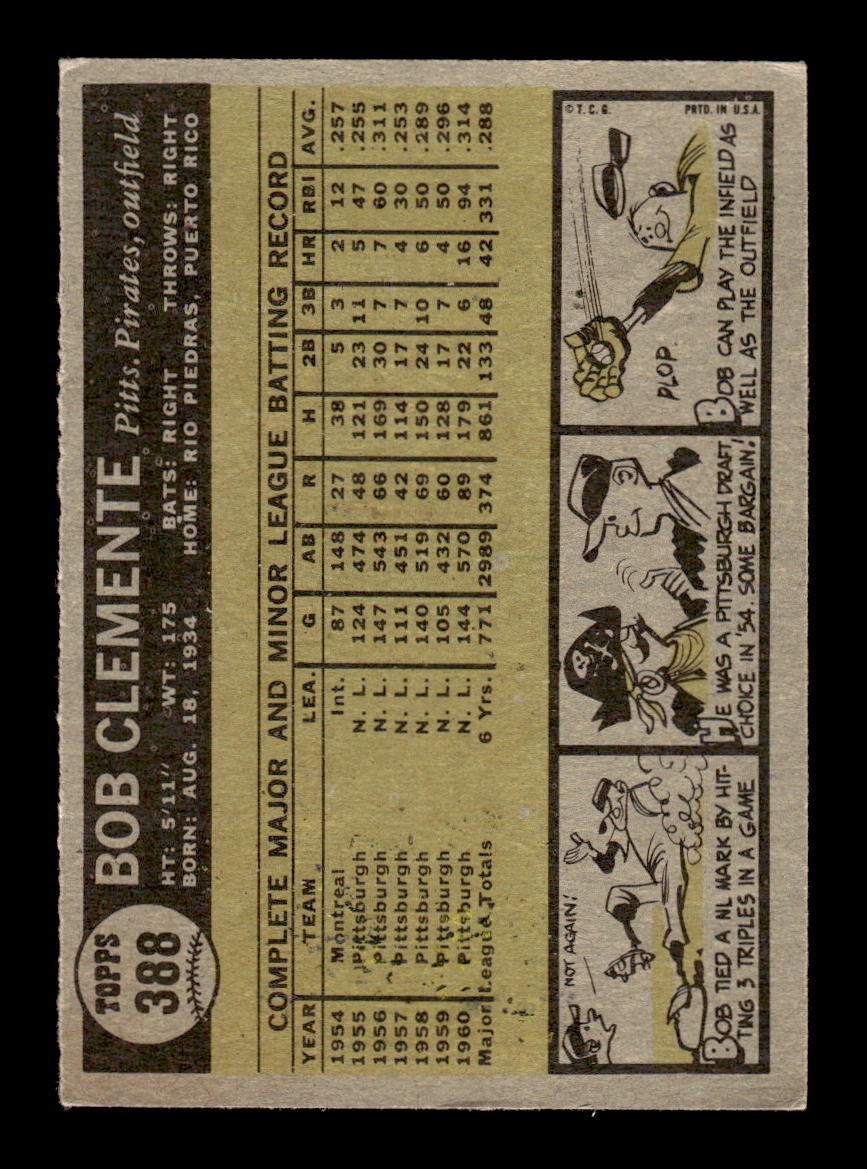 TOPPS
388
BOB CLEMENTE Pitts. Pirates, outfield
HT: 5'11" WT: 175 BATS: RIGHT THROWS: RIGHT
BORN: AUG. 18, 1934 HOME: RIO PIEDRAS, PUERTO RICO
COMPLETE MAJOR AND MINOR LEAGUE BATTING RECORD
YEAR TEAM LEA. G AB R H 2B 3B HR RBI AVG.
1954 Montreal Int. 87 148 27 38 5 3 2 12 .257
1955 Pittsburgh N. L. 124 474 48 121 23 11 5 47 .255
1956 Pittsburgh N. L. 147 543 66 169 30 7 7 60 .311
1957 Pittsburgh N. L. 111 451 42 114 17 7 4 30 .253
1958 Pittsburgh N. L. 140 519 69 150 24 10 6 50 .289
1959 Pittsburgh N. L. 105 432 60 128 17 7 4 50 .296
1960 Pittsburgh N. L. 144 570 89 179 22 6 16 94 .314
Major League Totals 6 Yrs. 771 2989 374 861 133 48 42 331 .288
NOT AGAIN!
BOB TIED A NL MARK BY HIT-
TING 3 TRIPLES IN A GAME
HE WAS A PITTSBURGH DRAFT
CHOICE IN '54. SOME BARGAIN!
© T. C. G. PRTD. IN U.S.A.
PLOP
BOB CAN PLAY THE INFIELD AS
WELL AS THE OUTFIELD